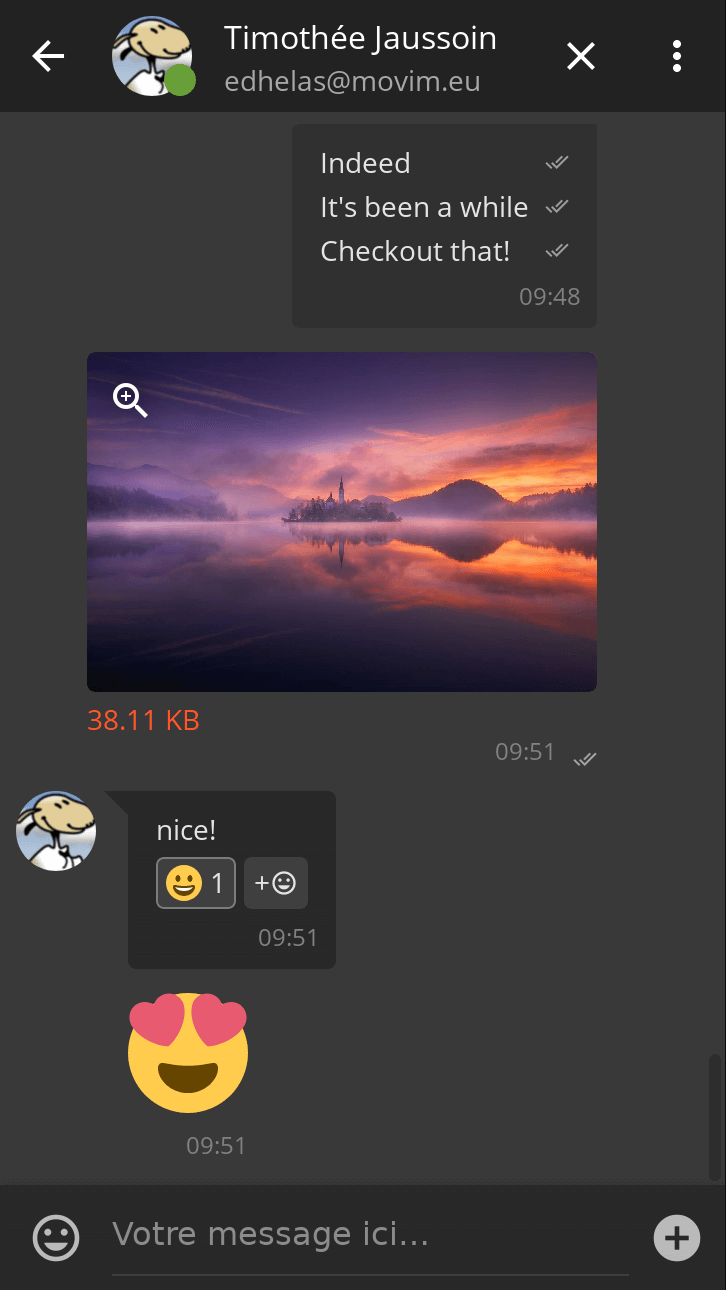 Timothée Jaussoin
edhelas@movim.eu
Indeed
It's been a while
Checkout that!
09:48
38.11 KB
09:51
nice!
1
+
09:51
09:51
Votre message ici...